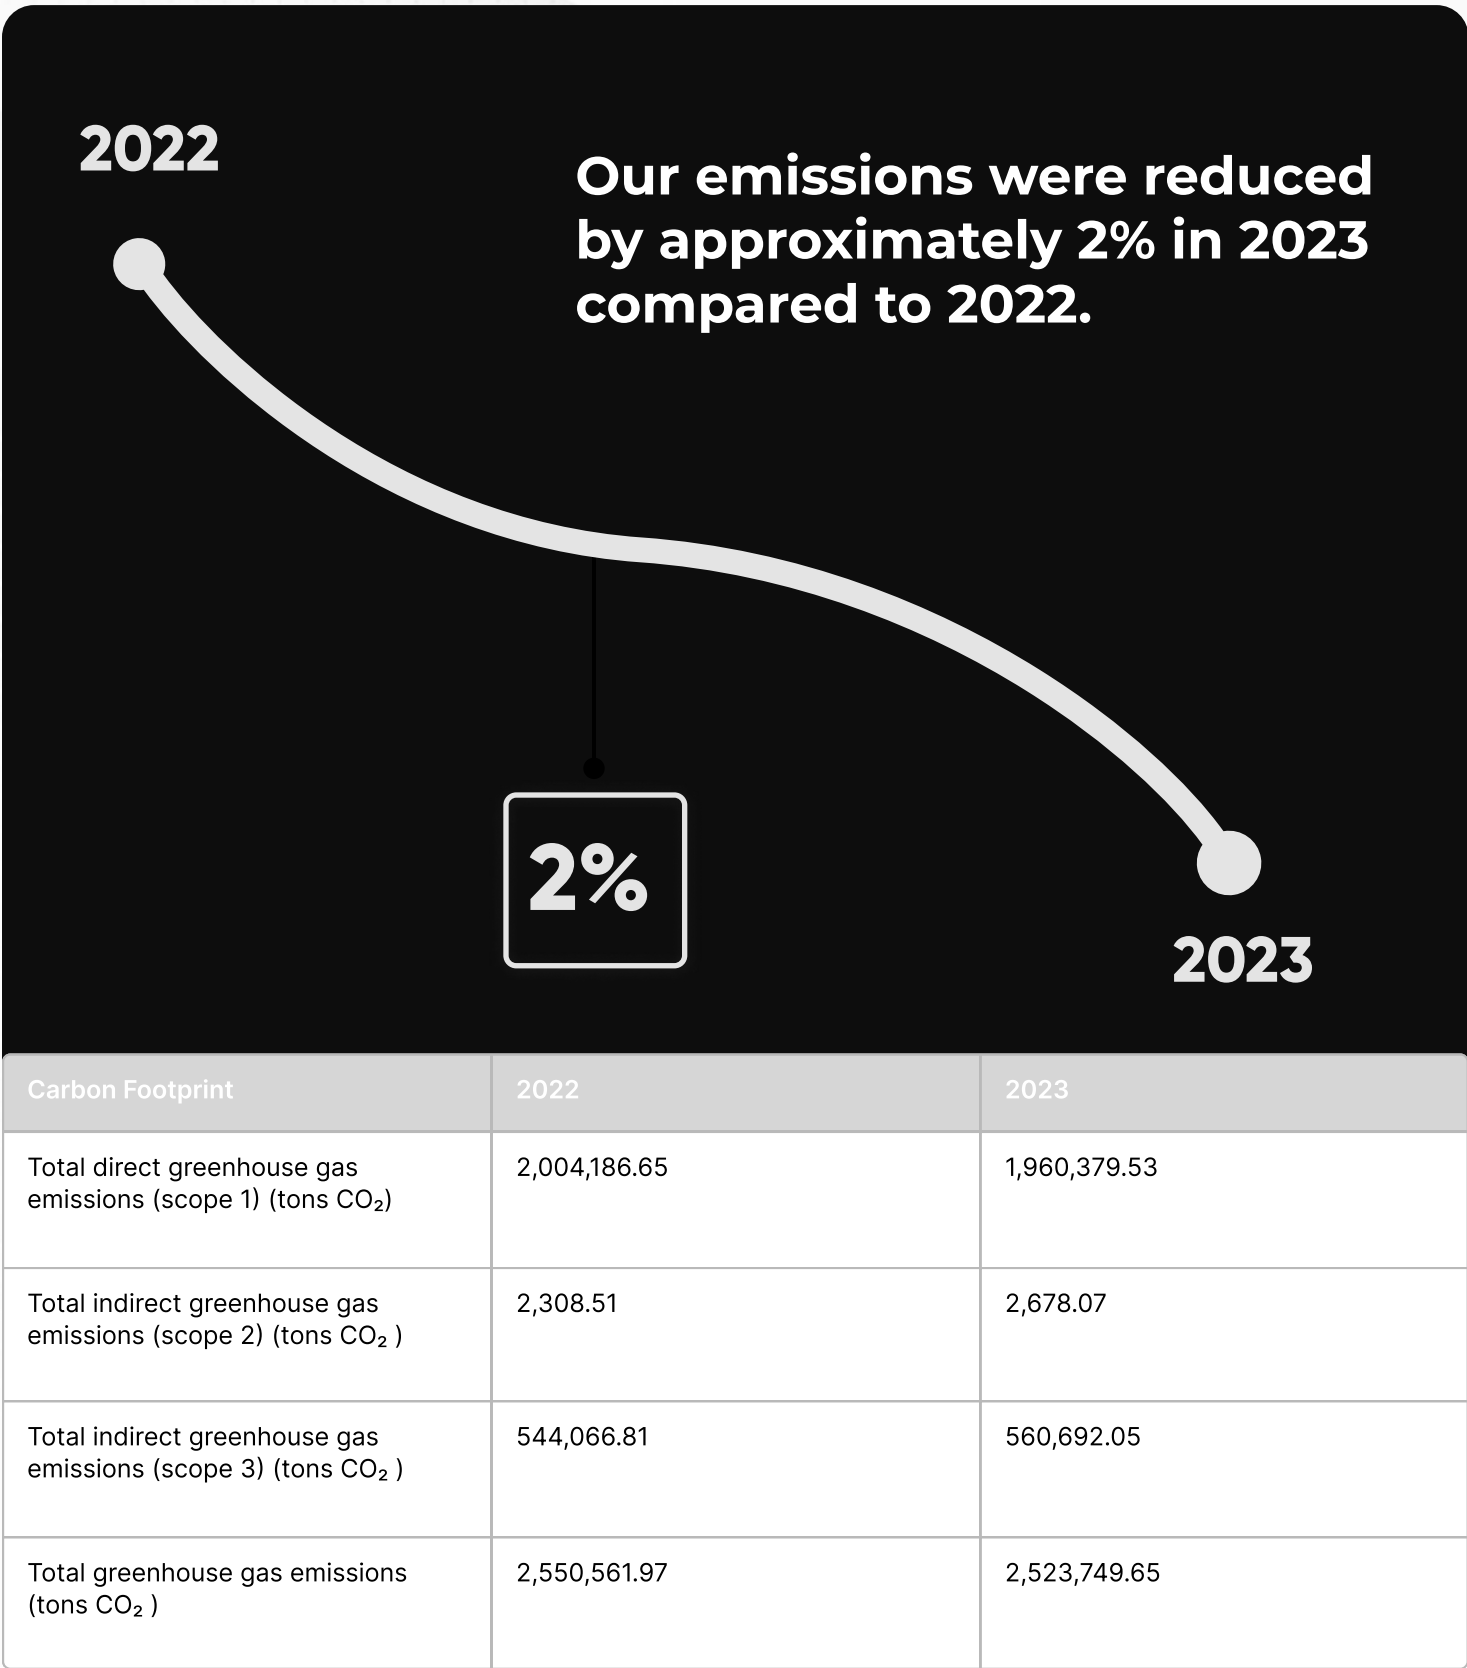 2022
Our emissions were reduced
by approximately 2% in 2023
compared to 2022.
2%
2023
Carbon Footprint 2022 2023
Total direct greenhouse gas 2,004,186.65 1,960,379.53
emissions (scope 1) (tons CO₂)
Total indirect greenhouse gas 2,308.51 2,678.07
emissions (scope 2) (tons CO₂ )
Total indirect greenhouse gas 544,066.81 560,692.05
emissions (scope 3) (tons CO₂ )
Total greenhouse gas emissions 2,550,561.97 2,523,749.65
(tons CO₂ )